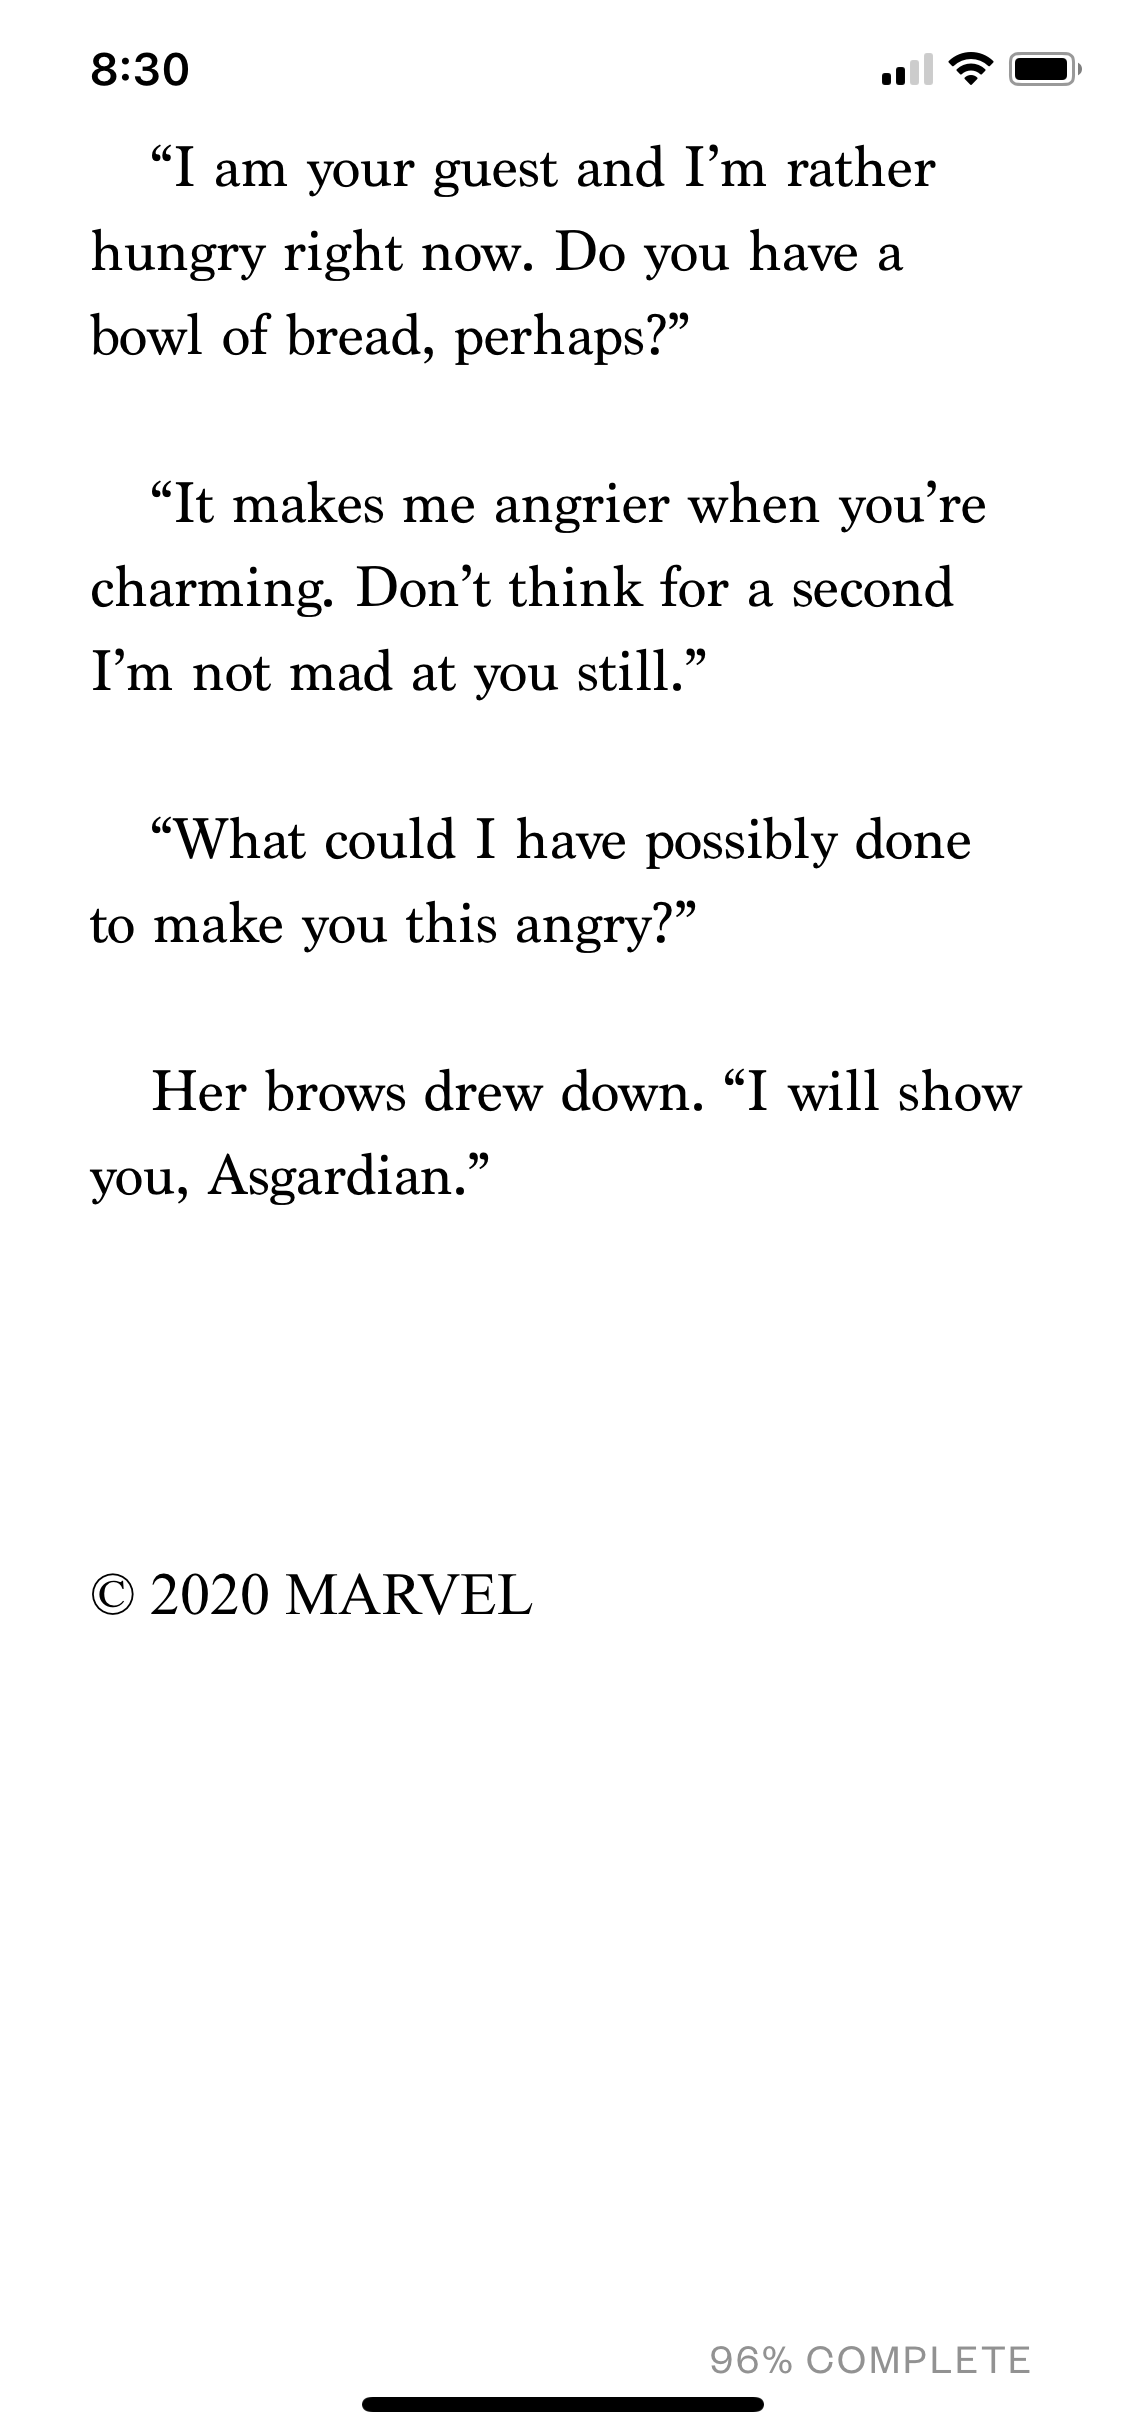 8:30
“I am your guest and I’m rather
hungry right now. Do you have a
bowl of bread, perhaps?”
“It makes me angrier when you’re
charming. Don’t think for a second
I’m not mad at you still.”
“What could I have possibly done
to make you this angry?”
Her brows drew down. “I will show
you, Asgardian.”
© 2020 MARVEL
96% COMPLETE